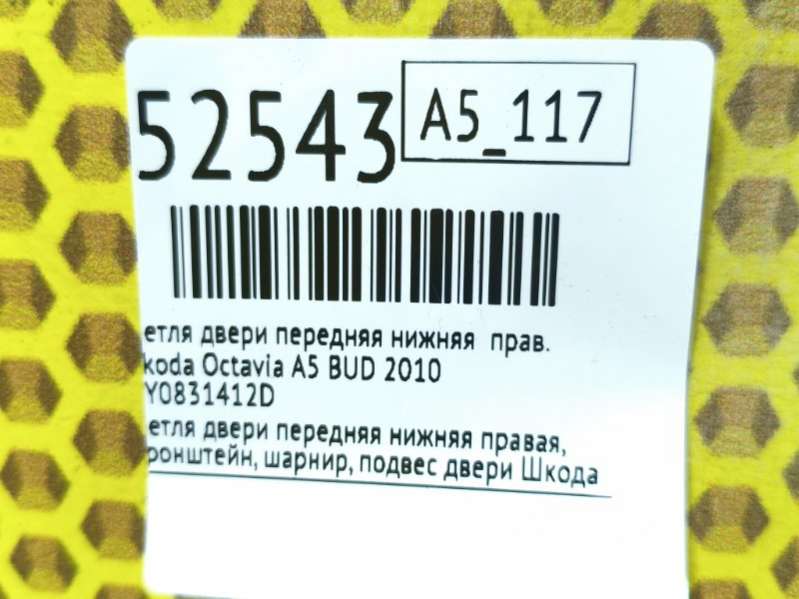 52543
A5_117
етля двери передняя нижняя прав.
koda Octavia A5 BUD 2010
Y0831412D
етля двери передняя нижняя правая,
ронштейн, шарнир, подвес двери Шкода